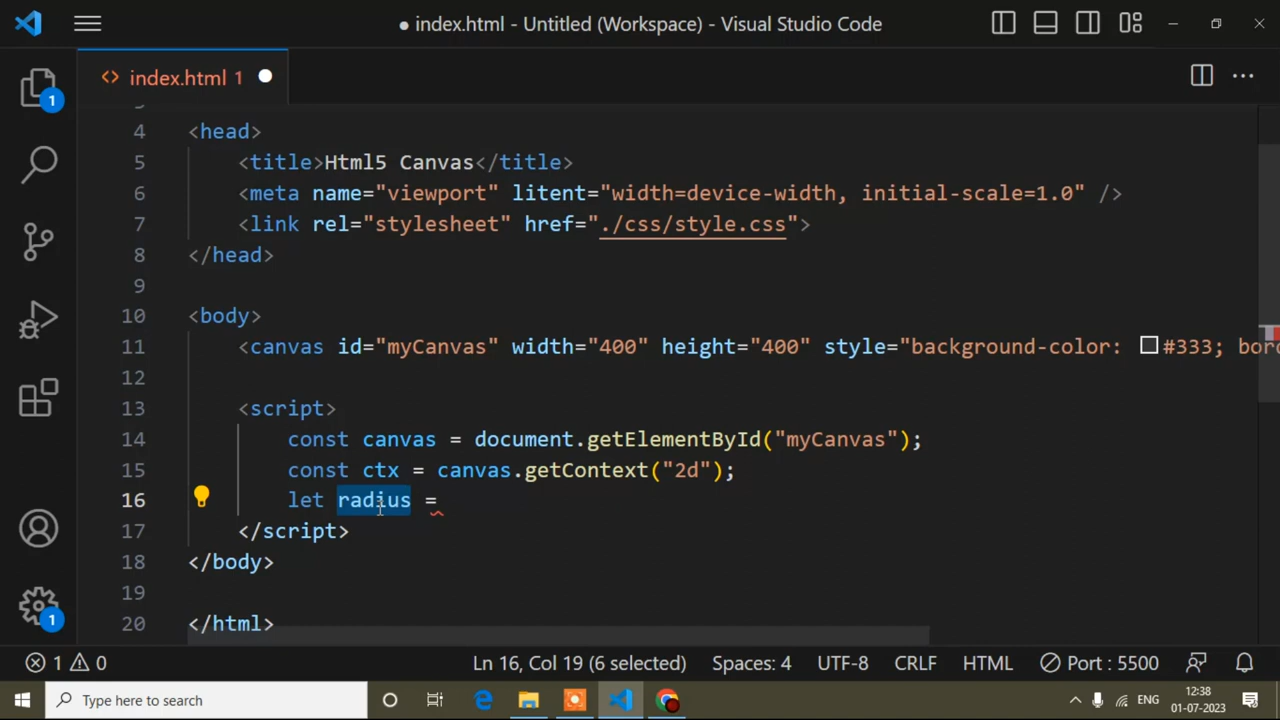 ● index.html - Untitled (Workspace) - Visual Studio Code
<> index.html 1 ●
1
4 <head>
5 <title>Html5 Canvas</title>
6 <meta name="viewport" litent="width=device-width, initial-scale=1.0" />
7 <link rel="stylesheet" href="./css/style.css">
8 </head>
9
10 <body>
11 <canvas id="myCanvas" width="400" height="400" style="background-color: #333; bord
12
13 <script>
14 const canvas = document.getElementById("myCanvas");
15 const ctx = canvas.getContext("2d");
16 let radius =
17 </script>
18 </body>
19
20 </html>
1
1 0 Ln 16, Col 19 (6 selected) Spaces: 4 UTF-8 CRLF HTML Port : 5500
Type here to search ENG 12:38
01-07-2023